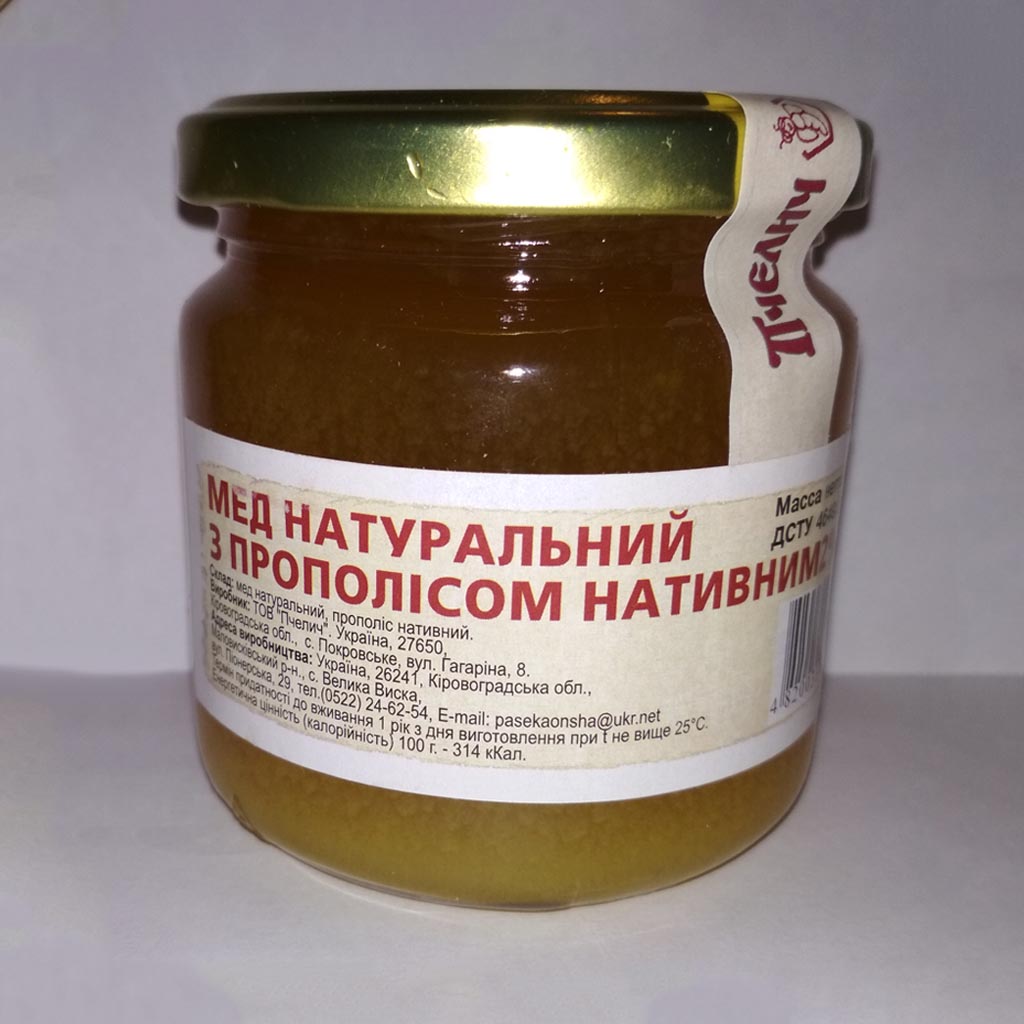 Пчелич
МЕД НАТУРАЛЬНИЙ
З ПРОПОЛІСОМ НАТИВНИМ
Масса
ДСТУ
Склад: мед натуральний, прополіс нативний.
Виробник: ТОВ "Пчелич". Україна, 27650,
Кіровоградська обл., с. Покровське, вул. Гагаріна, 8.
Адреса виробництва: Україна, 26241, Кіровоградська обл.,
Маловисківський р-н., с. Велика Виска,
вул. Піонерська, 29, тел.(0522) 24-62-54, E-mail: pasekaonsha@ukr.net
Термін придатності до вживання 1 рік з дня виготовлення при t не вище 25°С.
Енергетична цінність (калорійність) 100 г. - 314 кКал.